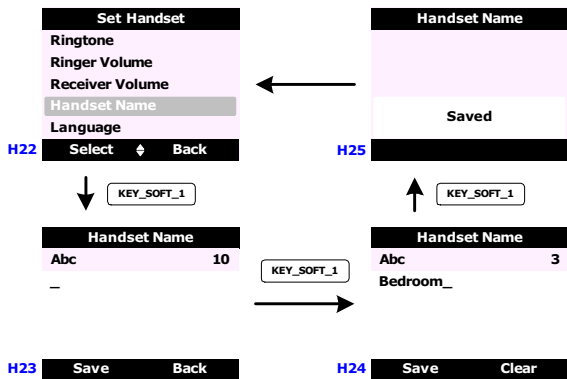 Set Handset
Ringtone
Ringer Volume
Receiver Volume
Handset Name
Language
H22 Select Back
Handset Name
Saved
H25
KEY_SOFT_1
KEY_SOFT_1
Handset Name
Abc 10
_
H23 Save Back
KEY_SOFT_1
Handset Name
Abc 3
Bedroom_
H24 Save Clear